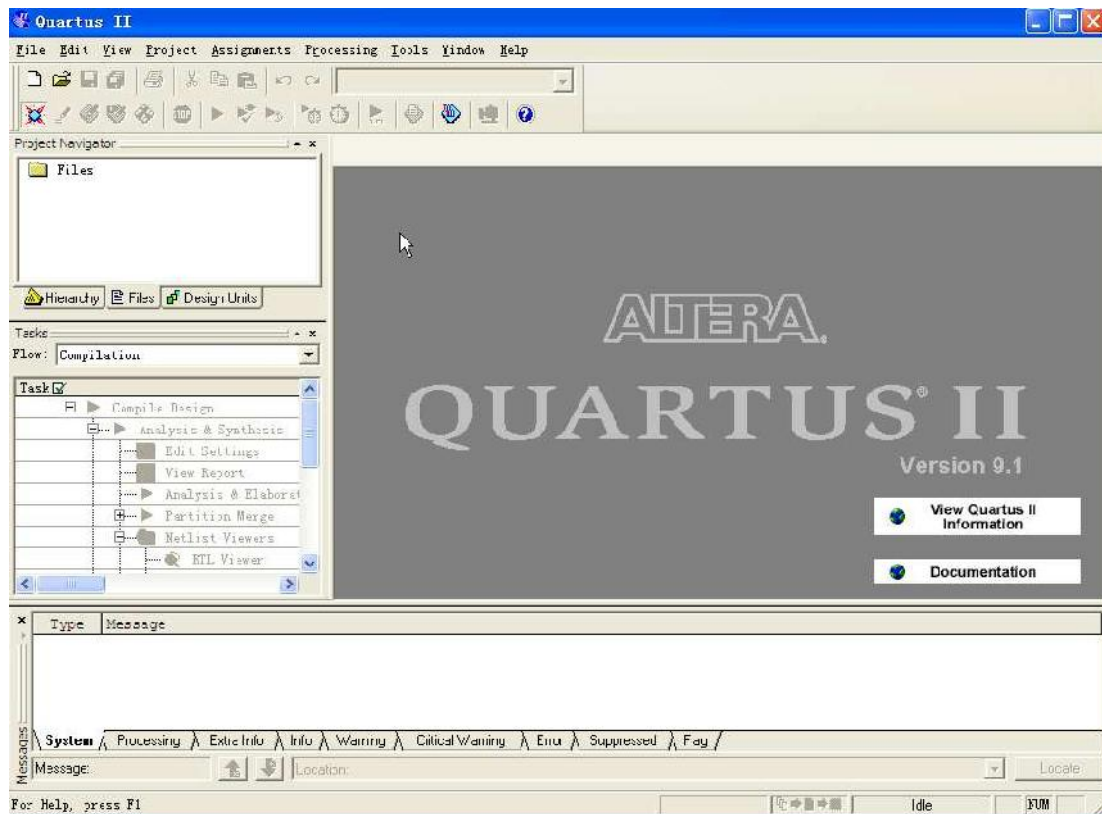 Quartus II
File Edit View Project Assignments Processing Tools Window Help
Project Navigator
Files
Hierarchy Files Design Units
Tasks
Flow: Compilation
Task
Compile Design
Analysis & Synthesis
Edit Settings
View Report
Analysis & Elaborat
Partition Merge
Netlist Viewers
RTL Viewer
ALTERA.
QUARTUS® II
Version 9.1
View Quartus II
Information
Documentation
Type Message
System Processing Extra Info Info Warning Critical Warning Error Suppressed Flag
Messages
Message: Location: Locate
For Help, press F1 Idle NUM